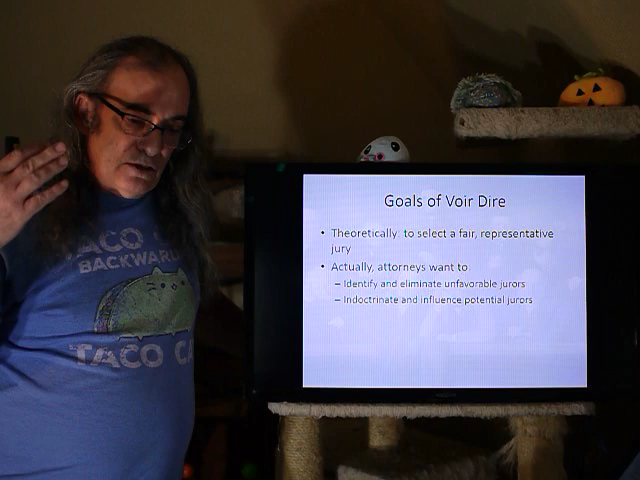 TACO
BACKWARD
TACO CA
Goals of Voir Dire
• Theoretically: to select a fair, representative
jury
• Actually, attorneys want to
– Identify and eliminate unfavorable jurors
– Indoctrinate and influence potential jurors